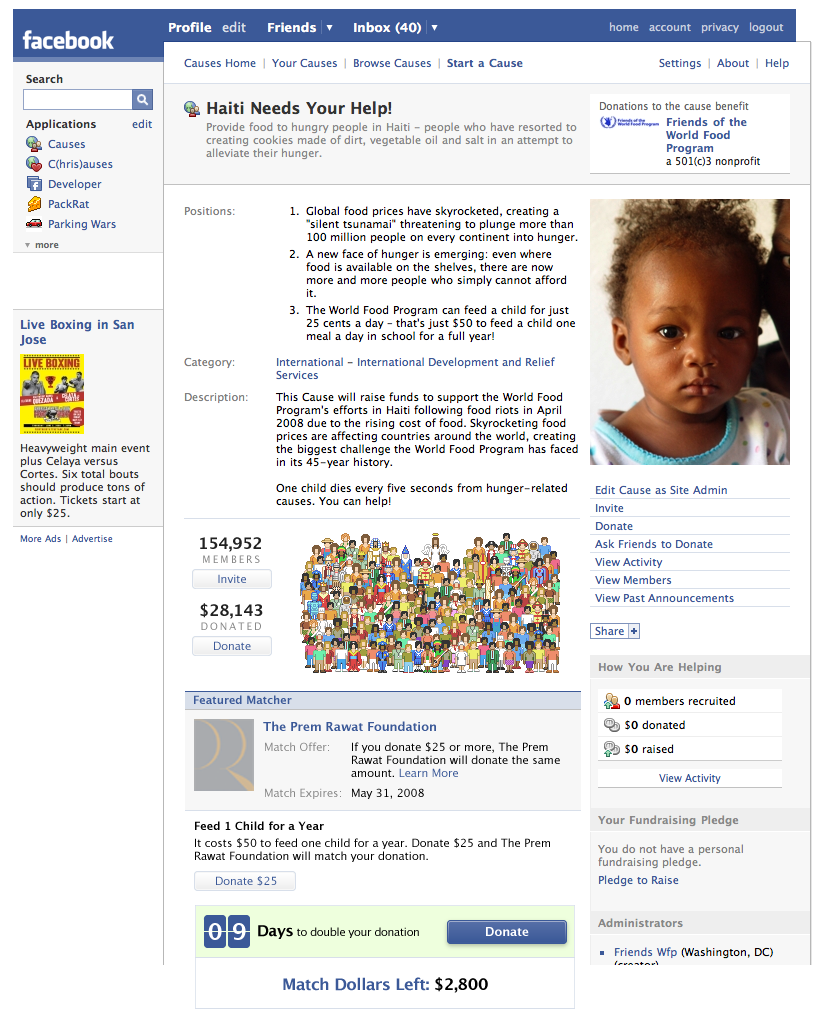 facebook
Profile edit Friends ▼ Inbox (40) ▼
home account privacy logout
Search
Applications edit
Causes
C(hris)auses
Developer
PackRat
Parking Wars
▼ more
Live Boxing in San
Jose
LIVE BOXING
QUEZADA
Heavyweight main event
plus Celaya versus
Cortes. Six total bouts
should produce tons of
action. Tickets start at
only $25.
More Ads | Advertise
Causes Home | Your Causes | Browse Causes | Start a Cause
Settings | About | Help
Haiti Needs Your Help!
Provide food to hungry people in Haiti - people who have resorted to
creating cookies made of dirt, vegetable oil and salt in an attempt to
alleviate their hunger.
Donations to the cause benefit
Friends of the
World Food Program
Friends of the
World Food
Program
a 501(c)3 nonprofit
Positions:
1. Global food prices have skyrocketed, creating a
"silent tsunamai" threatening to plunge more than
100 million people on every continent into hunger.
2. A new face of hunger is emerging: even where
food is available on the shelves, there are now
more and more people who simply cannot afford
it.
3. The World Food Program can feed a child for just
25 cents a day - that's just $50 to feed a child one
meal a day in school for a full year!
Category:
International - International Development and Relief
Services
Description:
This Cause will raise funds to support the World Food
Program's efforts in Haiti following food riots in April
2008 due to the rising cost of food. Skyrocketing food
prices are affecting countries around the world, creating
the biggest challenge the World Food Program has faced
in its 45-year history.
One child dies every five seconds from hunger-related
causes. You can help!
154,952
MEMBERS
Invite
$28,143
DONATED
Donate
Featured Matcher
The Prem Rawat Foundation
Match Offer: If you donate $25 or more, The Prem
Rawat Foundation will donate the same
amount. Learn More
Match Expires: May 31, 2008
Feed 1 Child for a Year
It costs $50 to feed one child for a year. Donate $25 and The Prem
Rawat Foundation will match your donation.
Donate $25
09 Days to double your donation
Donate
Match Dollars Left: $2,800
Edit Cause as Site Admin
Invite
Donate
Ask Friends to Donate
View Activity
View Members
View Past Announcements
Share +
How You Are Helping
0 members recruited
$0 donated
$0 raised
View Activity
Your Fundraising Pledge
You do not have a personal
fundraising pledge.
Pledge to Raise
Administrators
Friends Wfp (Washington, DC)
(creator)